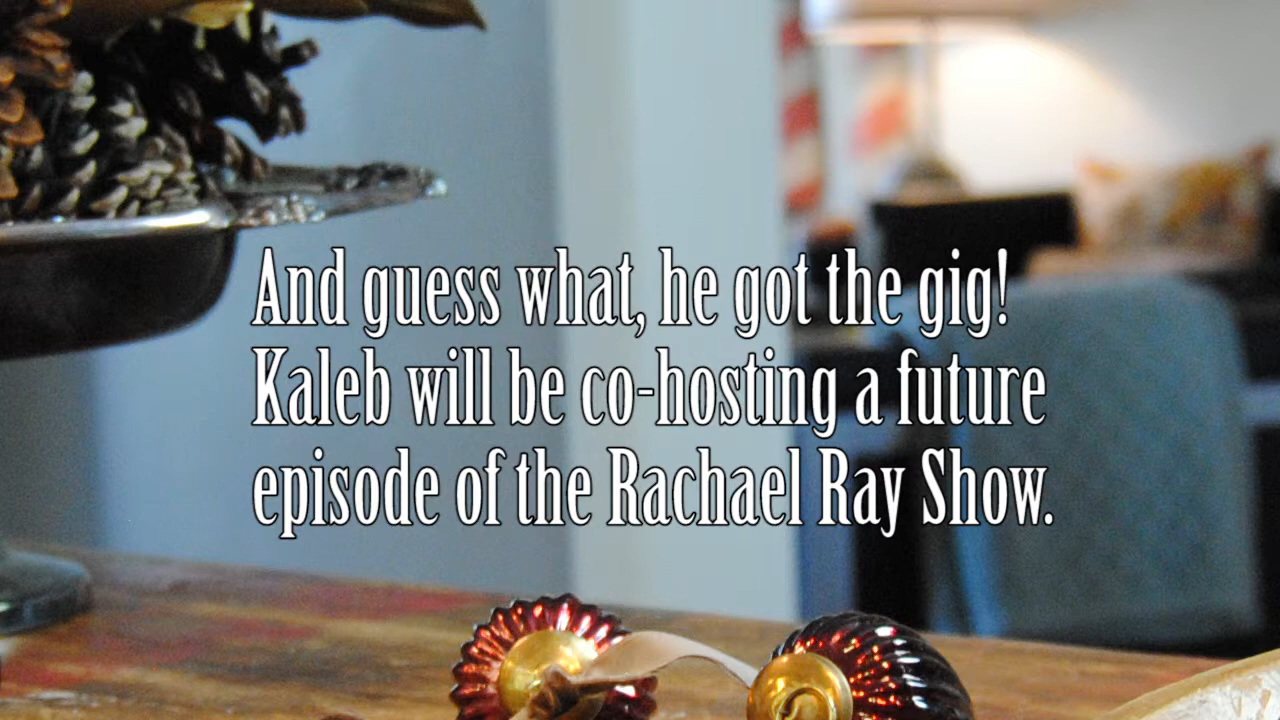 And guess what, he got the gig!
Kaleb will be co-hosting a future
episode of the Rachael Ray Show.